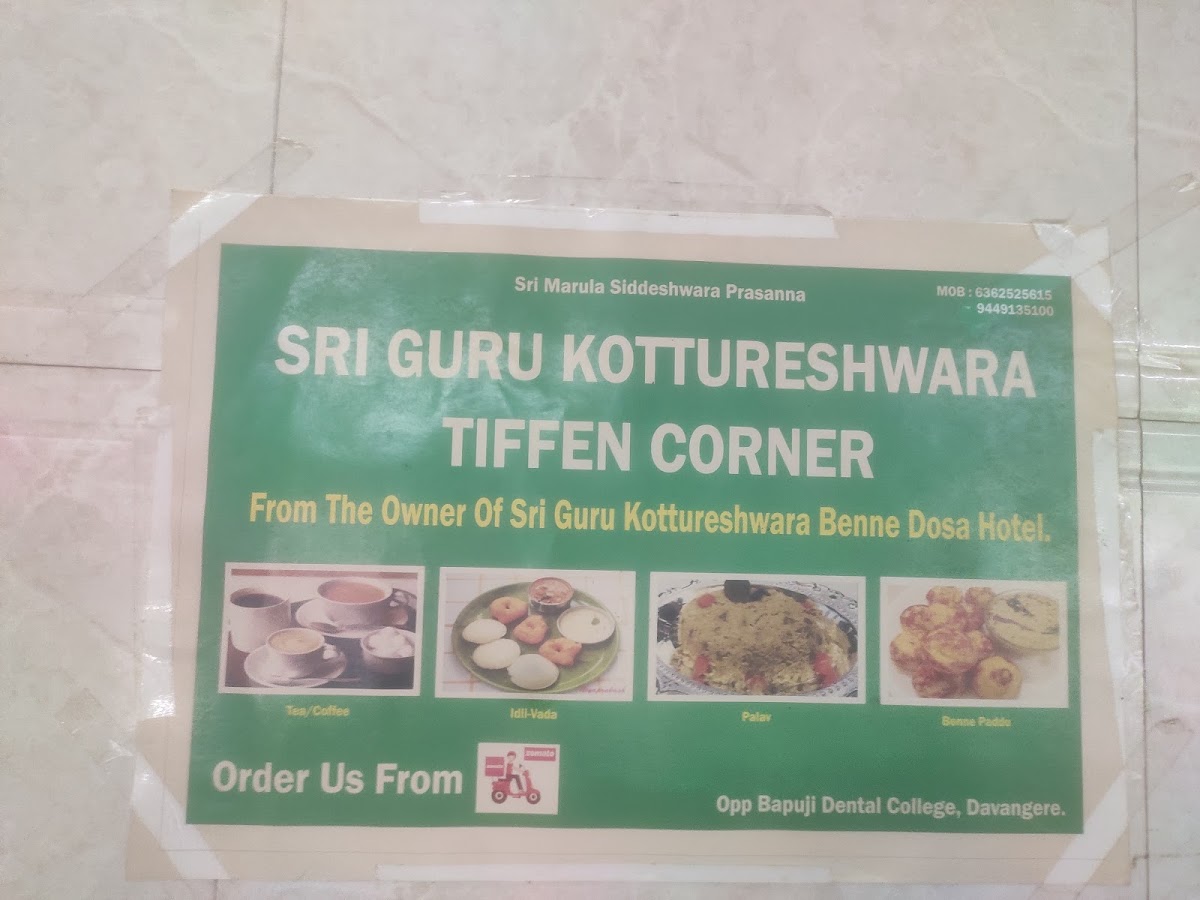 Sri Marula Siddeshwara Prasanna
MOB : 6362525615
9449135100
SRI GURU KOTTURESHWARA
TIFFEN CORNER
From The Owner Of Sri Guru Kottureshwara Benne Dosa Hotel.
Tea/Coffee
Idli-Vada
Palav
Benne Paddu
Order Us From
zomato
Opp Bapuji Dental College, Davangere.